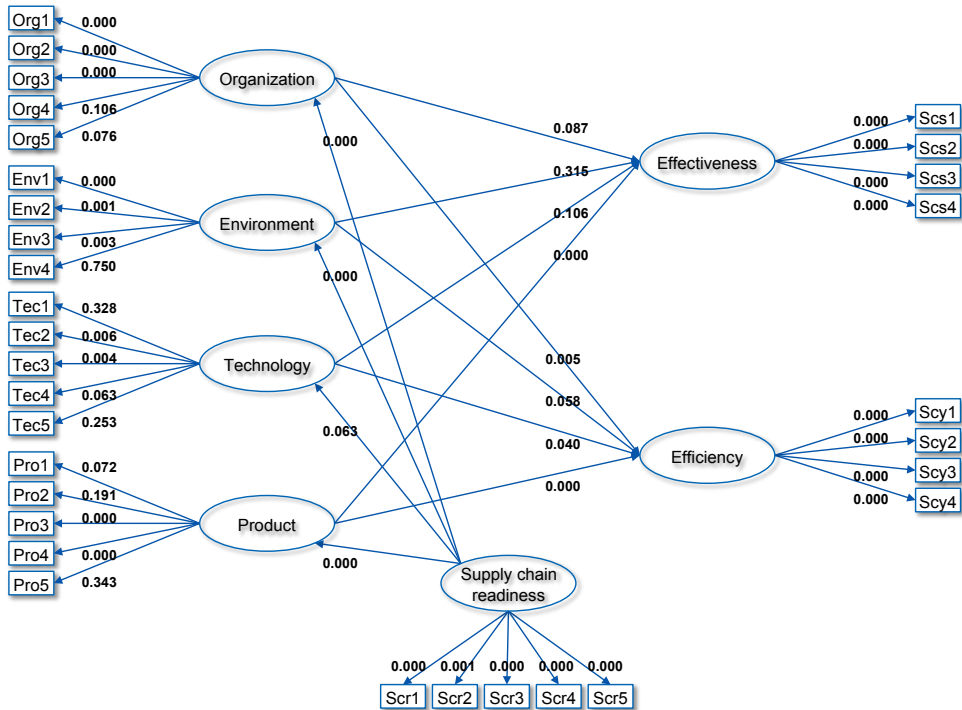 Org1
0.000
Org2
0.000
Org3
0.000
Org4
0.106
Org5
0.076
Organization
Env1
0.000
Env2
0.001
Env3
0.003
Env4
0.750
Environment
Tec1
0.328
Tec2
0.006
Tec3
0.004
Tec4
0.063
Tec5
0.253
Technology
Pro1
0.072
Pro2
0.191
Pro3
0.000
Pro4
0.000
Pro5
0.343
Product
0.000
0.000
0.063
0.000
0.087
0.315
0.106
0.000
0.005
0.058
0.040
0.000
Effectiveness
0.000
Scs1
0.000
Scs2
Scs3
0.000
Scs4
0.000
Efficiency
0.000
Scy1
0.000
Scy2
Scy3
0.000
Scy4
0.000
Supply chain
readiness
0.000 0.001 0.000 0.000 0.000
Scr1 Scr2 Scr3 Scr4 Scr5